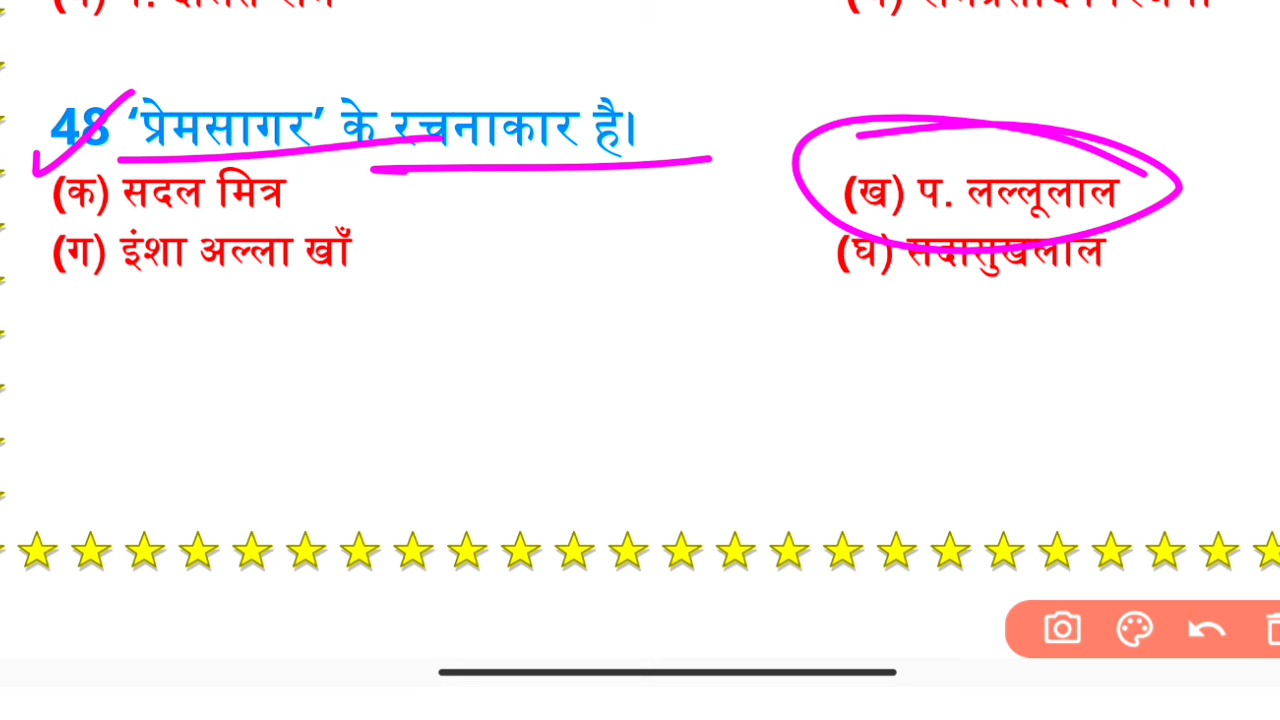 48 ‘प्रेमसागर’ के रचनाकार है।
(क) सदल मित्र (ख) प. लल्लूलाल
(ग) इंशा अल्ला खाँ (घ) सदासुखलाल